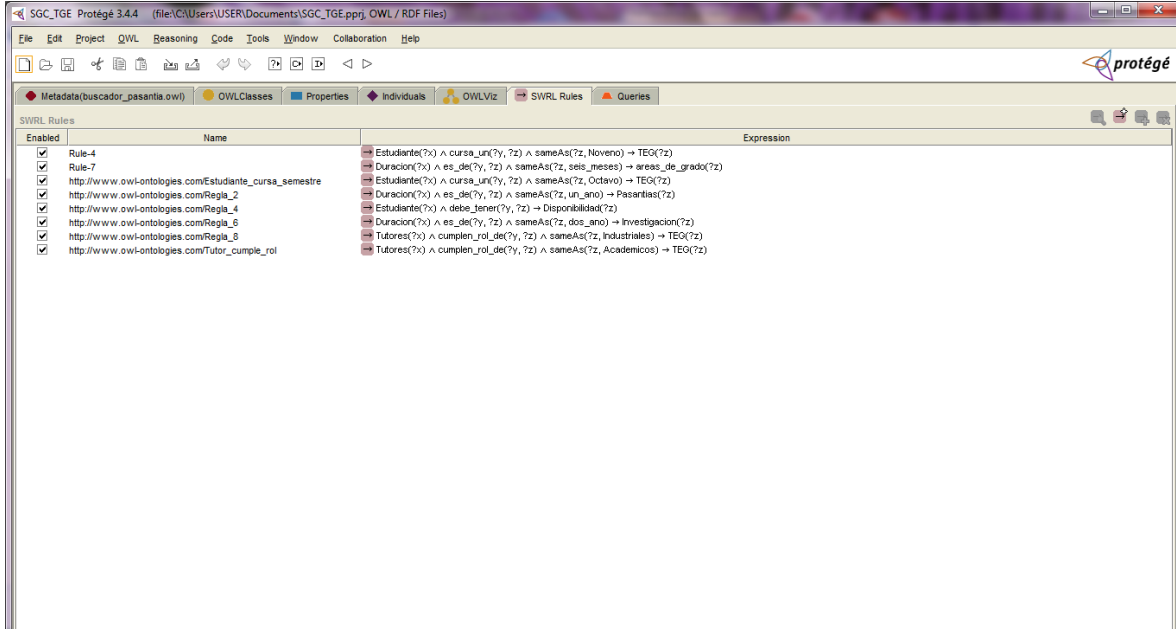 SGC_TGE Protégé 3.4.4 (file:\C:\Users\USER\Documents\SGC_TGE.pprj, OWL / RDF Files)
File Edit Project OWL Reasoning Code Tools Window Collaboration Help
protégé
Metadata(buscador_pasantia.owl) OWLClasses Properties Individuals OWLViz SWRL Rules Queries
SWRL Rules
Enabled Name Expression
Rule-4 Estudiante(?x) ∧ cursa_un(?y, ?z) ∧ sameAs(?z, Noveno) → TEG(?z)
Rule-7 Duracion(?x) ∧ es_de(?y, ?z) ∧ sameAs(?z, seis_meses) → areas_de_grado(?z)
http://www.owl-ontologies.com/Estudiante_cursa_semestre Estudiante(?x) ∧ cursa_un(?y, ?z) ∧ sameAs(?z, Octavo) → TEG(?z)
http://www.owl-ontologies.com/Regla_2 Duracion(?x) ∧ es_de(?y, ?z) ∧ sameAs(?z, un_ano) → Pasantias(?z)
http://www.owl-ontologies.com/Regla_4 Estudiante(?x) ∧ debe_tener(?y, ?z) → Disponibilidad(?z)
http://www.owl-ontologies.com/Regla_6 Duracion(?x) ∧ es_de(?y, ?z) ∧ sameAs(?z, dos_ano) → Investigacion(?z)
http://www.owl-ontologies.com/Regla_8 Tutores(?x) ∧ cumplen_rol_de(?y, ?z) ∧ sameAs(?z, Industriales) → TEG(?z)
http://www.owl-ontologies.com/Tutor_cumple_rol Tutores(?x) ∧ cumplen_rol_de(?y, ?z) ∧ sameAs(?z, Academicos) → TEG(?z)